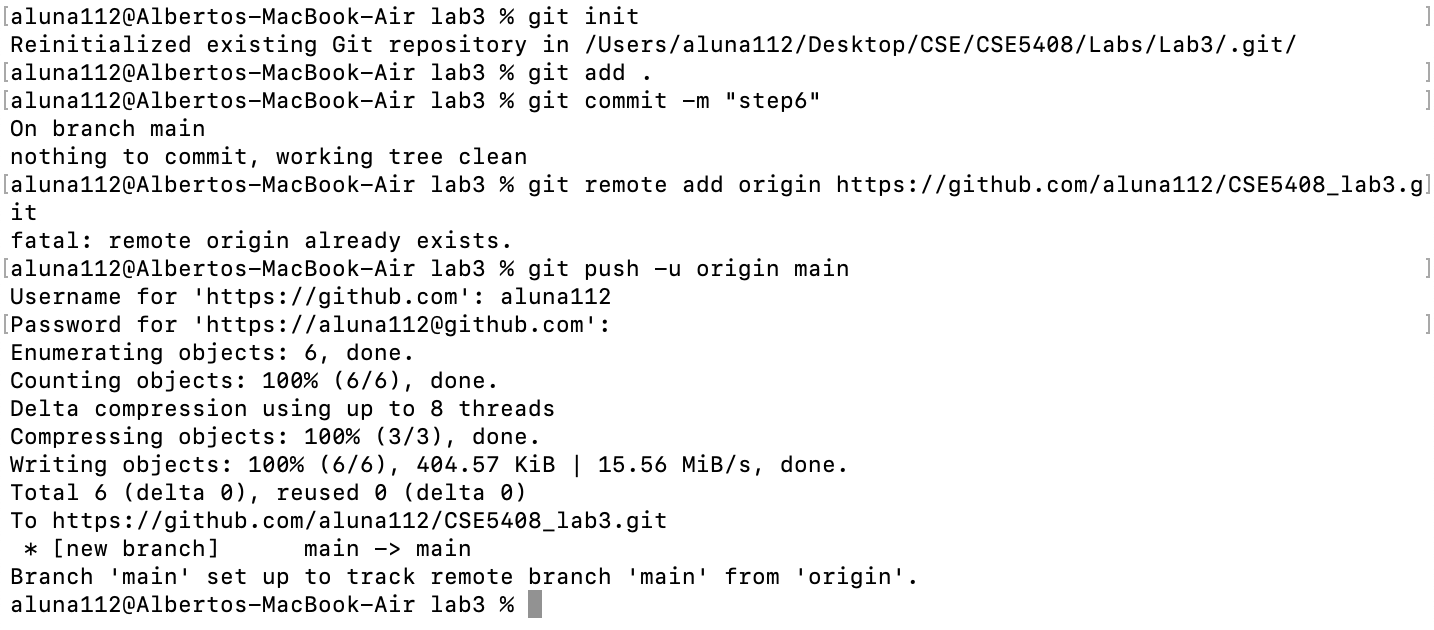 [aluna112@Albertos-MacBook-Air lab3 % git init ]
Reinitialized existing Git repository in /Users/aluna112/Desktop/CSE/CSE5408/Labs/Lab3/.git/
[aluna112@Albertos-MacBook-Air lab3 % git add . ]
[aluna112@Albertos-MacBook-Air lab3 % git commit -m "step6" ]
On branch main
nothing to commit, working tree clean
[aluna112@Albertos-MacBook-Air lab3 % git remote add origin https://github.com/aluna112/CSE5408_lab3.g]
it
fatal: remote origin already exists.
[aluna112@Albertos-MacBook-Air lab3 % git push -u origin main ]
Username for 'https://github.com': aluna112
[Password for 'https://aluna112@github.com': ]
Enumerating objects: 6, done.
Counting objects: 100% (6/6), done.
Delta compression using up to 8 threads
Compressing objects: 100% (3/3), done.
Writing objects: 100% (6/6), 404.57 KiB | 15.56 MiB/s, done.
Total 6 (delta 0), reused 0 (delta 0)
To https://github.com/aluna112/CSE5408_lab3.git
 * [new branch]      main -> main
Branch 'main' set up to track remote branch 'main' from 'origin'.
aluna112@Albertos-MacBook-Air lab3 %